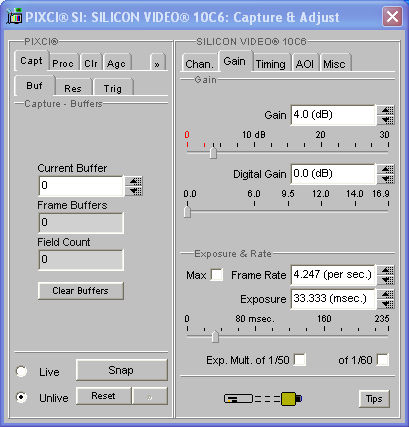 PIXCI® SI: SILICON VIDEO® 10C6: Capture & Adjust
PIXCI®
Capt Proc Clr Agc »
Buf Res Trig
Capture - Buffers
Current Buffer
0
Frame Buffers
0
Field Count
0
Clear Buffers
Live
Snap
Unlive
Reset »
SILICON VIDEO® 10C6
Chan. Gain Timing AOI Misc
Gain
Gain 4.0 (dB)
0 10 dB 20 30
Digital Gain 0.0 (dB)
0.0 6.0 9.5 12.0 14.0 16.9
Exposure & Rate
Max Frame Rate 4.247 (per sec.)
Exposure 33.333 (msec.)
0 80 msec. 160 235
Exp. Mult. of 1/50 of 1/60
Tips